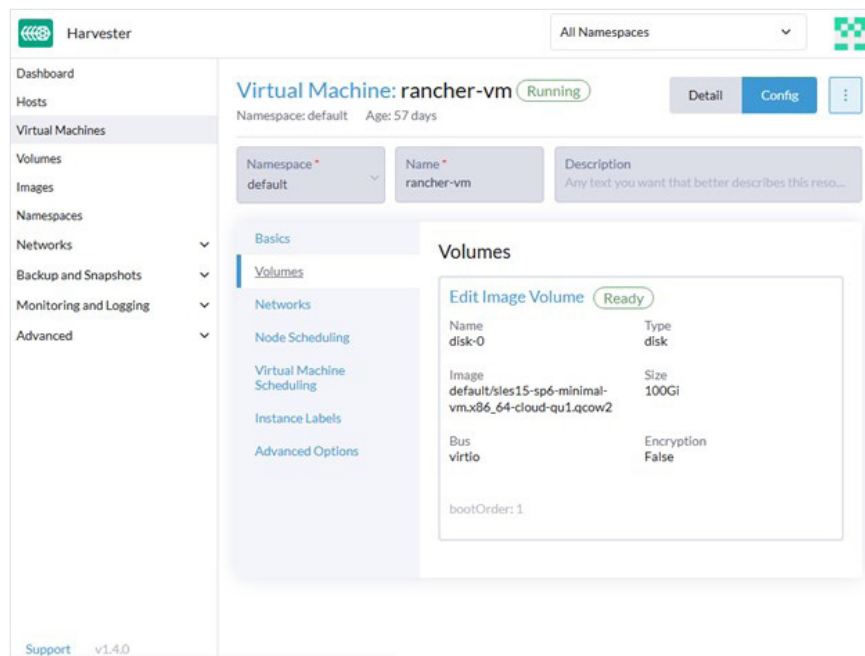 Harvester
All Namespaces
Dashboard
Hosts
Virtual Machines
Volumes
Images
Namespaces
Networks
Backup and Snapshots
Monitoring and Logging
Advanced
Support v1.4.0
Virtual Machine: rancher-vm Running
Namespace: default Age: 57 days
Detail Config
Namespace *
default
Name *
rancher-vm
Description
Any text you want that better describes this reso...
Basics
Volumes
Networks
Node Scheduling
Virtual Machine
Scheduling
Instance Labels
Advanced Options
Volumes
Edit Image Volume Ready
Name
disk-0
Type
disk
Image
default/sles15-sp6-minimal-
vm.x86_64-cloud-qu1.qcow2
Size
100Gi
Bus
virtio
Encryption
False
bootOrder: 1